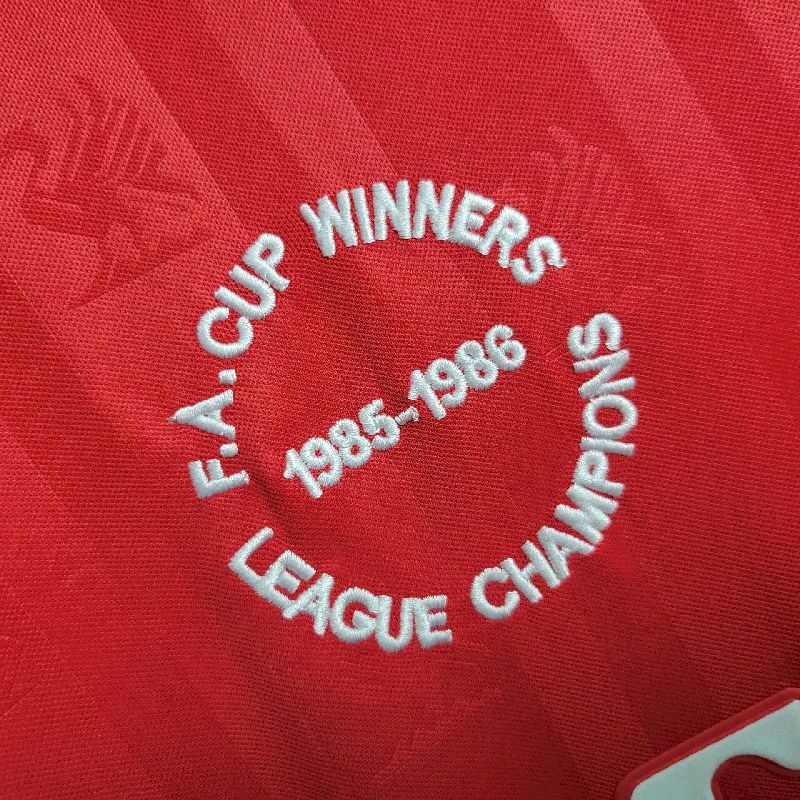 F.A. CUP WINNERS
1985-1986
LEAGUE CHAMPIONS